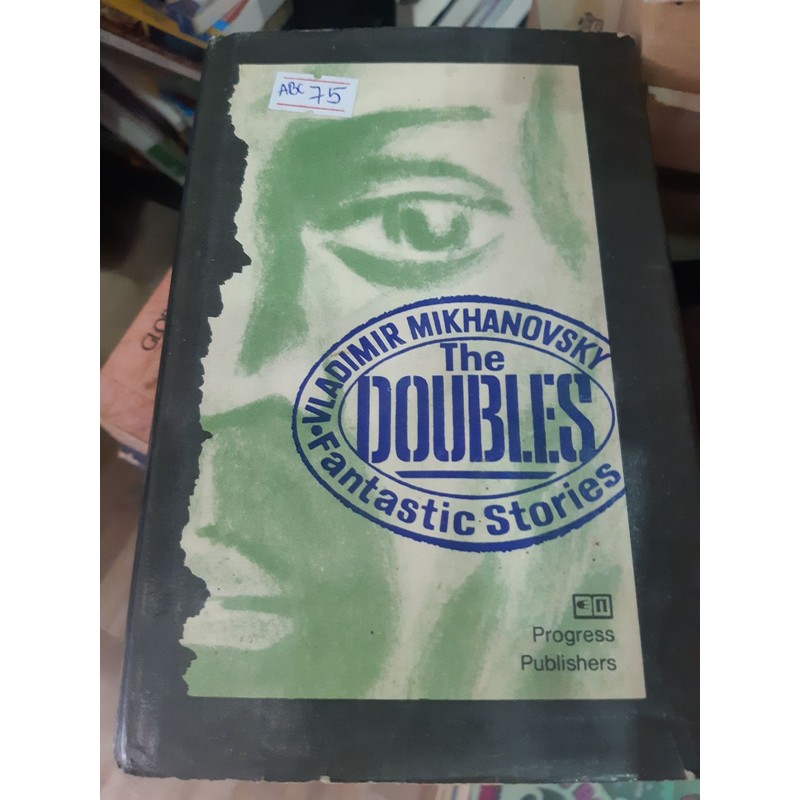 ABC 75
VLADIMIR MIKHANOVSKY
The
DOUBLES
•Fantastic Stories
Progress
Publishers